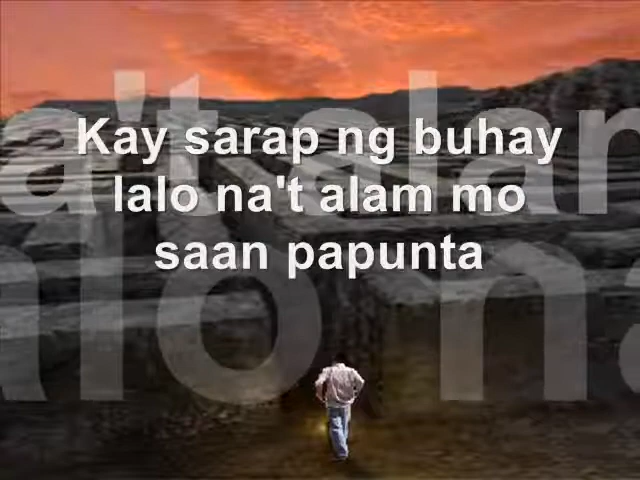 Kay sarap ng buhay
lalo na't alam mo
saan papunta